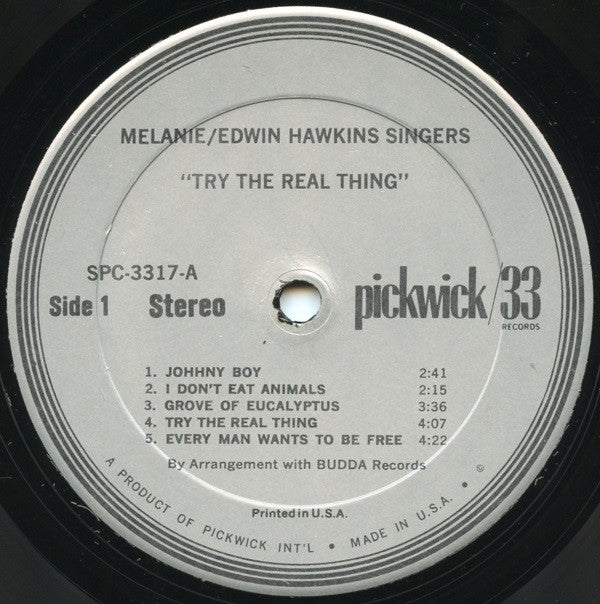 MELANIE/EDWIN HAWKINS SINGERS
"TRY THE REAL THING"
SPC-3317-A
Side 1 Stereo
pickwick/33
RECORDS
1. JOHHNY BOY 2:41
2. I DON'T EAT ANIMALS 2:15
3. GROVE OF EUCALYPTUS 3:36
4. TRY THE REAL THING 4:07
5. EVERY MAN WANTS TO BE FREE 4:22
By Arrangement with BUDDA Records
Printed in U.S.A.
A PRODUCT OF PICKWICK INT'L • MADE IN U.S.A. • ©